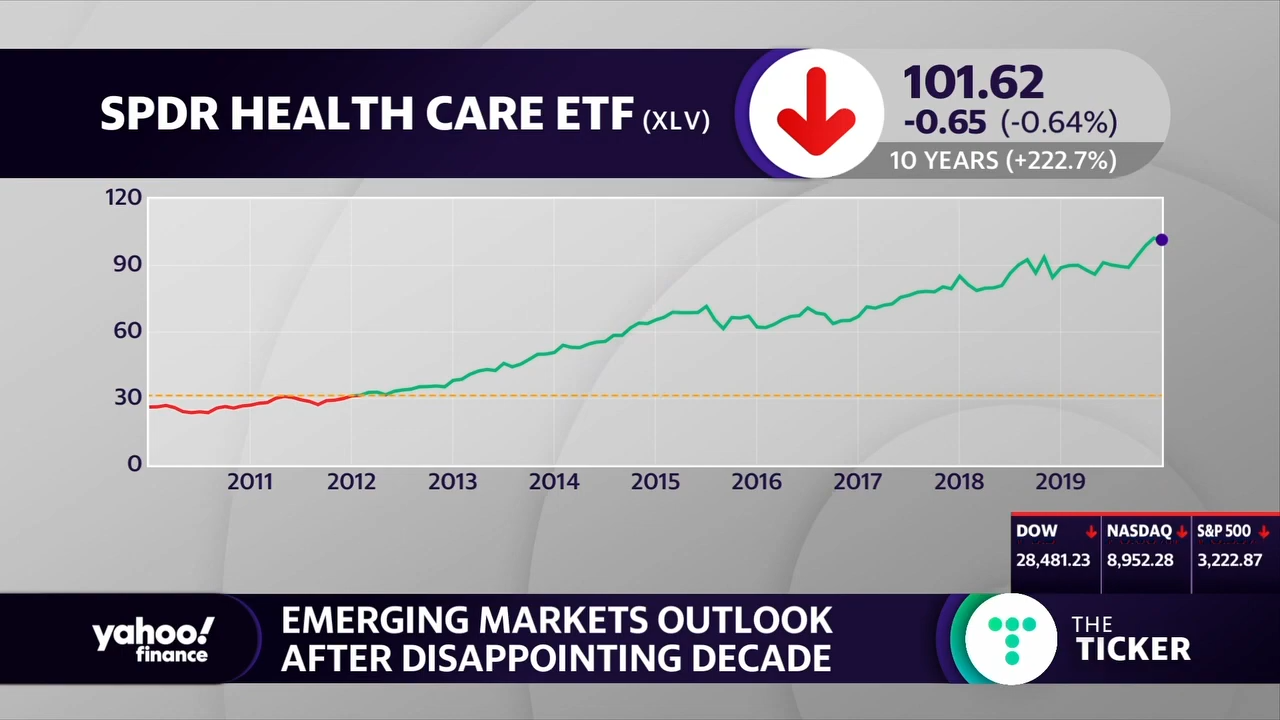 SPDR HEALTH CARE ETF (XLV)
101.62
-0.65 (-0.64%)
10 YEARS (+222.7%)
120
90
60
30
0
2011 2012 2013 2014 2015 2016 2017 2018 2019
DOW NASDAQ S&P 500
28,481.23 8,952.28 3,222.87
yahoo!
finance
EMERGING MARKETS OUTLOOK
AFTER DISAPPOINTING DECADE
THE
TICKER